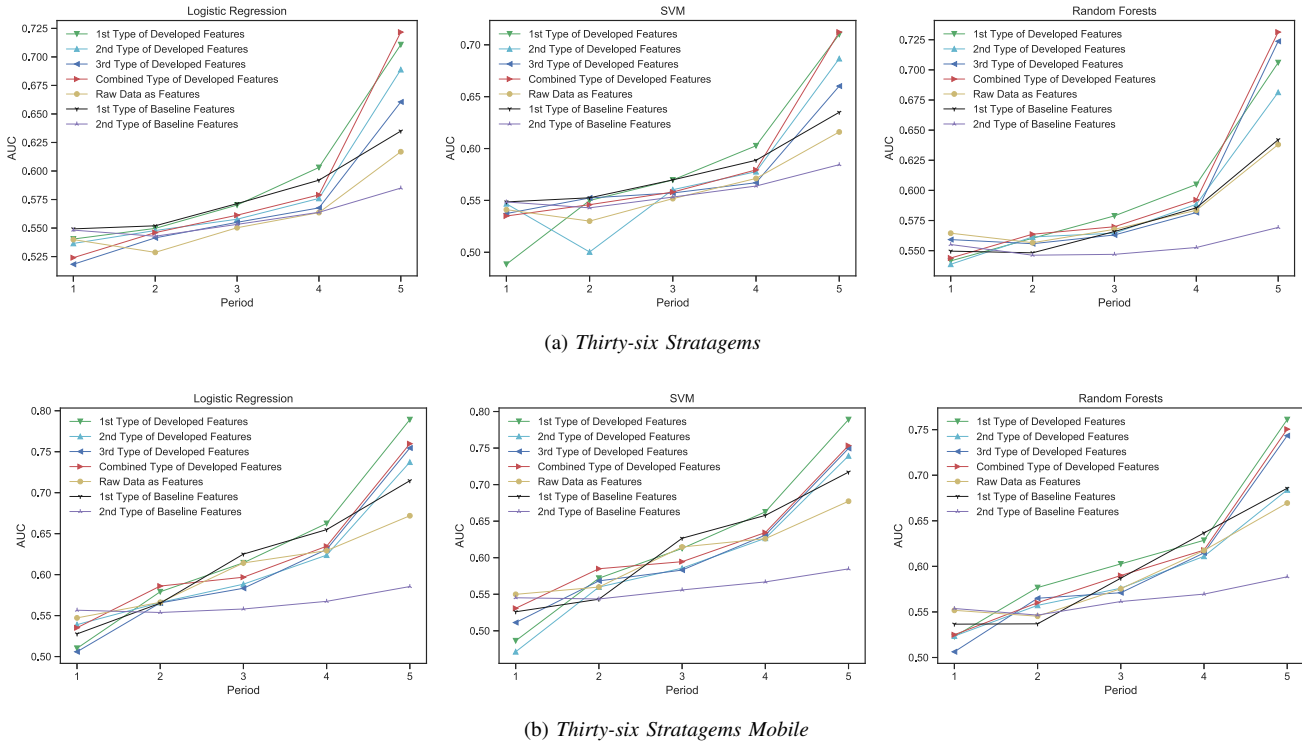 Logistic Regression
0.725
0.700
0.675
0.650
0.625
0.600
0.575
0.550
0.525
AUC
1st Type of Developed Features
2nd Type of Developed Features
3rd Type of Developed Features
Combined Type of Developed Features
Raw Data as Features
1st Type of Baseline Features
2nd Type of Baseline Features
1 2 3 4 5
Period
SVM
0.70
0.65
0.60
0.55
0.50
AUC
1st Type of Developed Features
2nd Type of Developed Features
3rd Type of Developed Features
Combined Type of Developed Features
Raw Data as Features
1st Type of Baseline Features
2nd Type of Baseline Features
1 2 3 4 5
Period
Random Forests
0.725
0.700
0.675
0.650
0.625
0.600
0.575
0.550
AUC
1st Type of Developed Features
2nd Type of Developed Features
3rd Type of Developed Features
Combined Type of Developed Features
Raw Data as Features
1st Type of Baseline Features
2nd Type of Baseline Features
1 2 3 4 5
Period
(a) Thirty-six Stratagems
Logistic Regression
0.80
0.75
0.70
0.65
0.60
0.55
0.50
AUC
1st Type of Developed Features
2nd Type of Developed Features
3rd Type of Developed Features
Combined Type of Developed Features
Raw Data as Features
1st Type of Baseline Features
2nd Type of Baseline Features
1 2 3 4 5
Period
SVM
0.80
0.75
0.70
0.65
0.60
0.55
0.50
AUC
1st Type of Developed Features
2nd Type of Developed Features
3rd Type of Developed Features
Combined Type of Developed Features
Raw Data as Features
1st Type of Baseline Features
2nd Type of Baseline Features
1 2 3 4 5
Period
Random Forests
0.75
0.70
0.65
0.60
0.55
0.50
AUC
1st Type of Developed Features
2nd Type of Developed Features
3rd Type of Developed Features
Combined Type of Developed Features
Raw Data as Features
1st Type of Baseline Features
2nd Type of Baseline Features
1 2 3 4 5
Period
(b) Thirty-six Stratagems Mobile